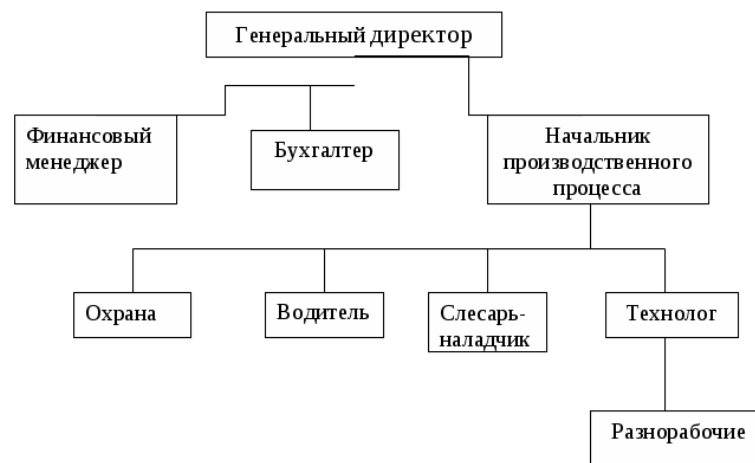 Генеральный директор
Финансовый
менеджер
Бухгалтер
Начальник
производственного
процесса
Охрана
Водитель
Слесарь-
наладчик
Технолог
Разнорабочие